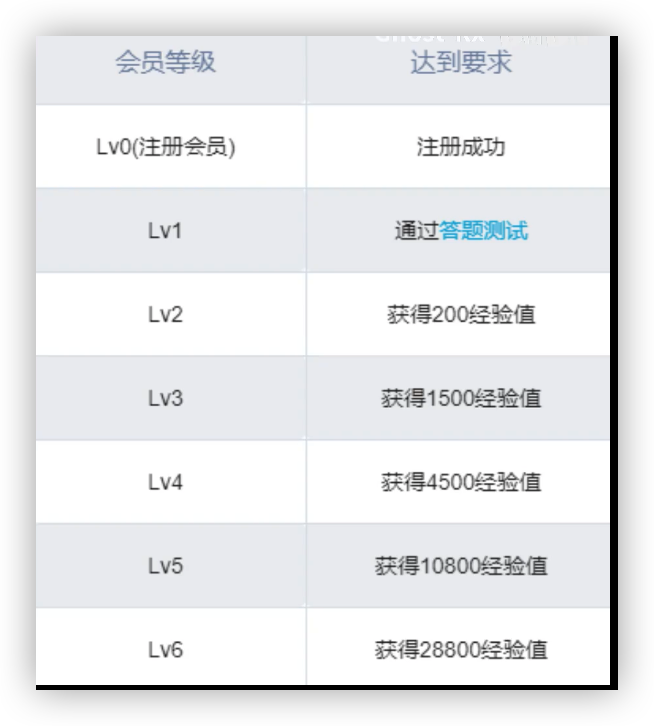 会员等级 达到要求
Lv0(注册会员) 注册成功
Lv1 通过答题测试
Lv2 获得200经验值
Lv3 获得1500经验值
Lv4 获得4500经验值
Lv5 获得10800经验值
Lv6 获得28800经验值